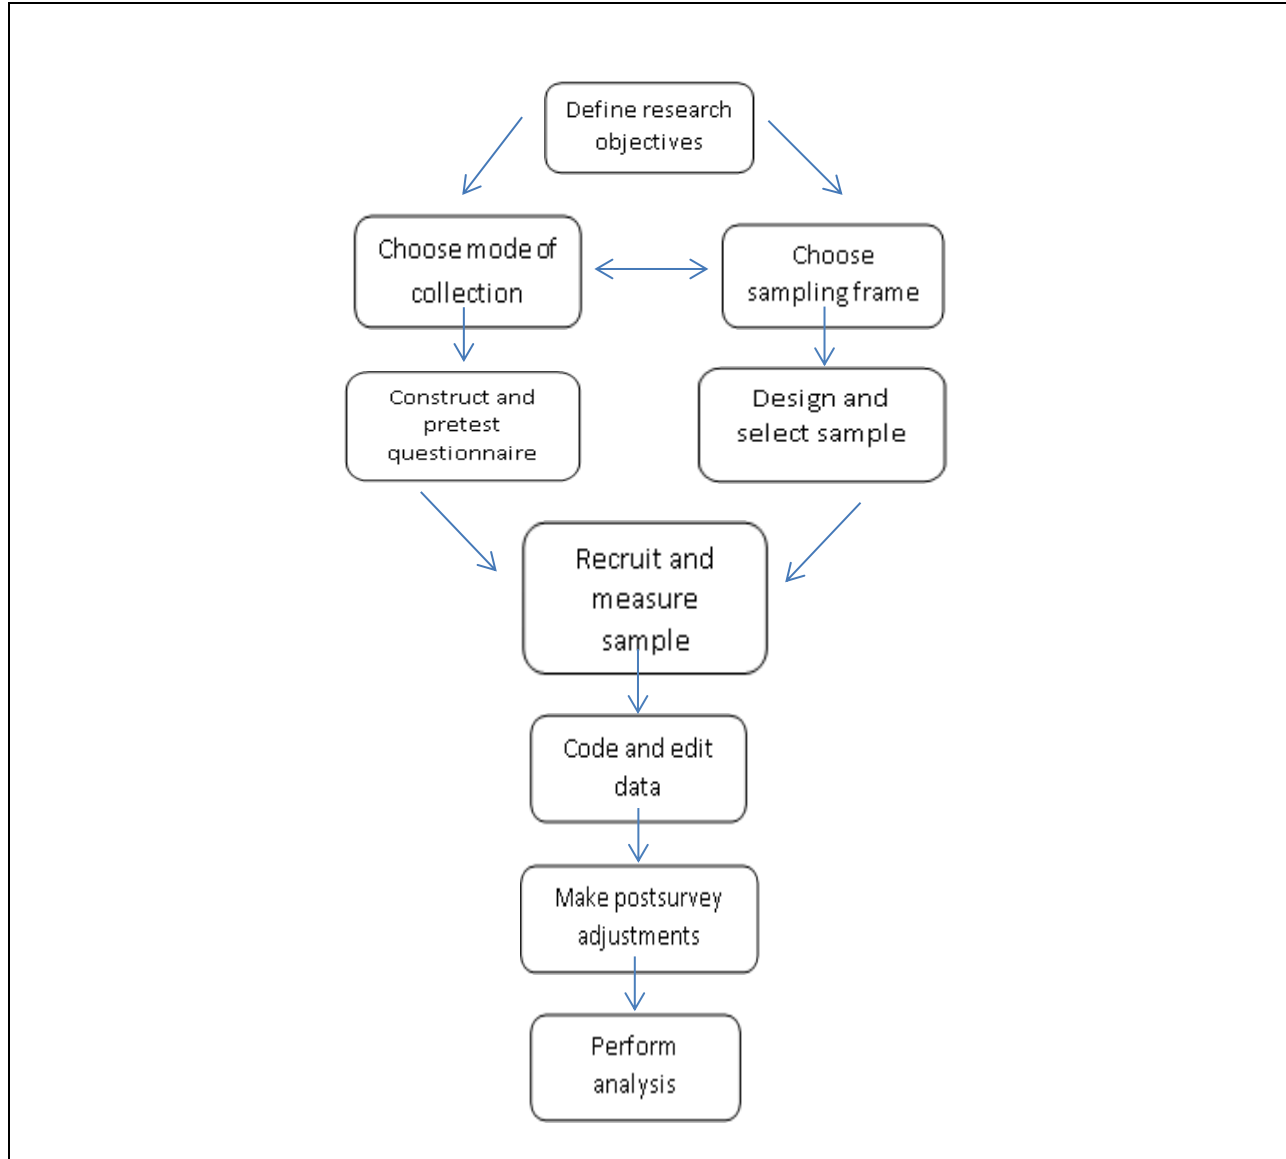 Define research
objectives
Choose mode of
collection
Choose
sampling frame
Construct and
pretest
questionnaire
Design and
select sample
Recruit and
measure
sample
Code and edit
data
Make postsurvey
adjustments
Perform
analysis